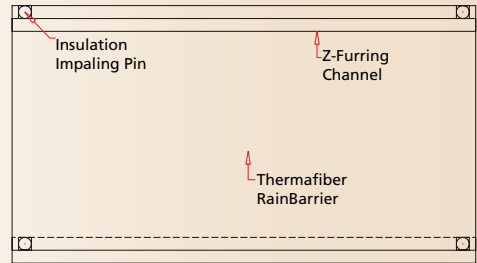 Insulation
Impaling Pin
Z-Furring
Channel
Thermafiber
RainBarrier